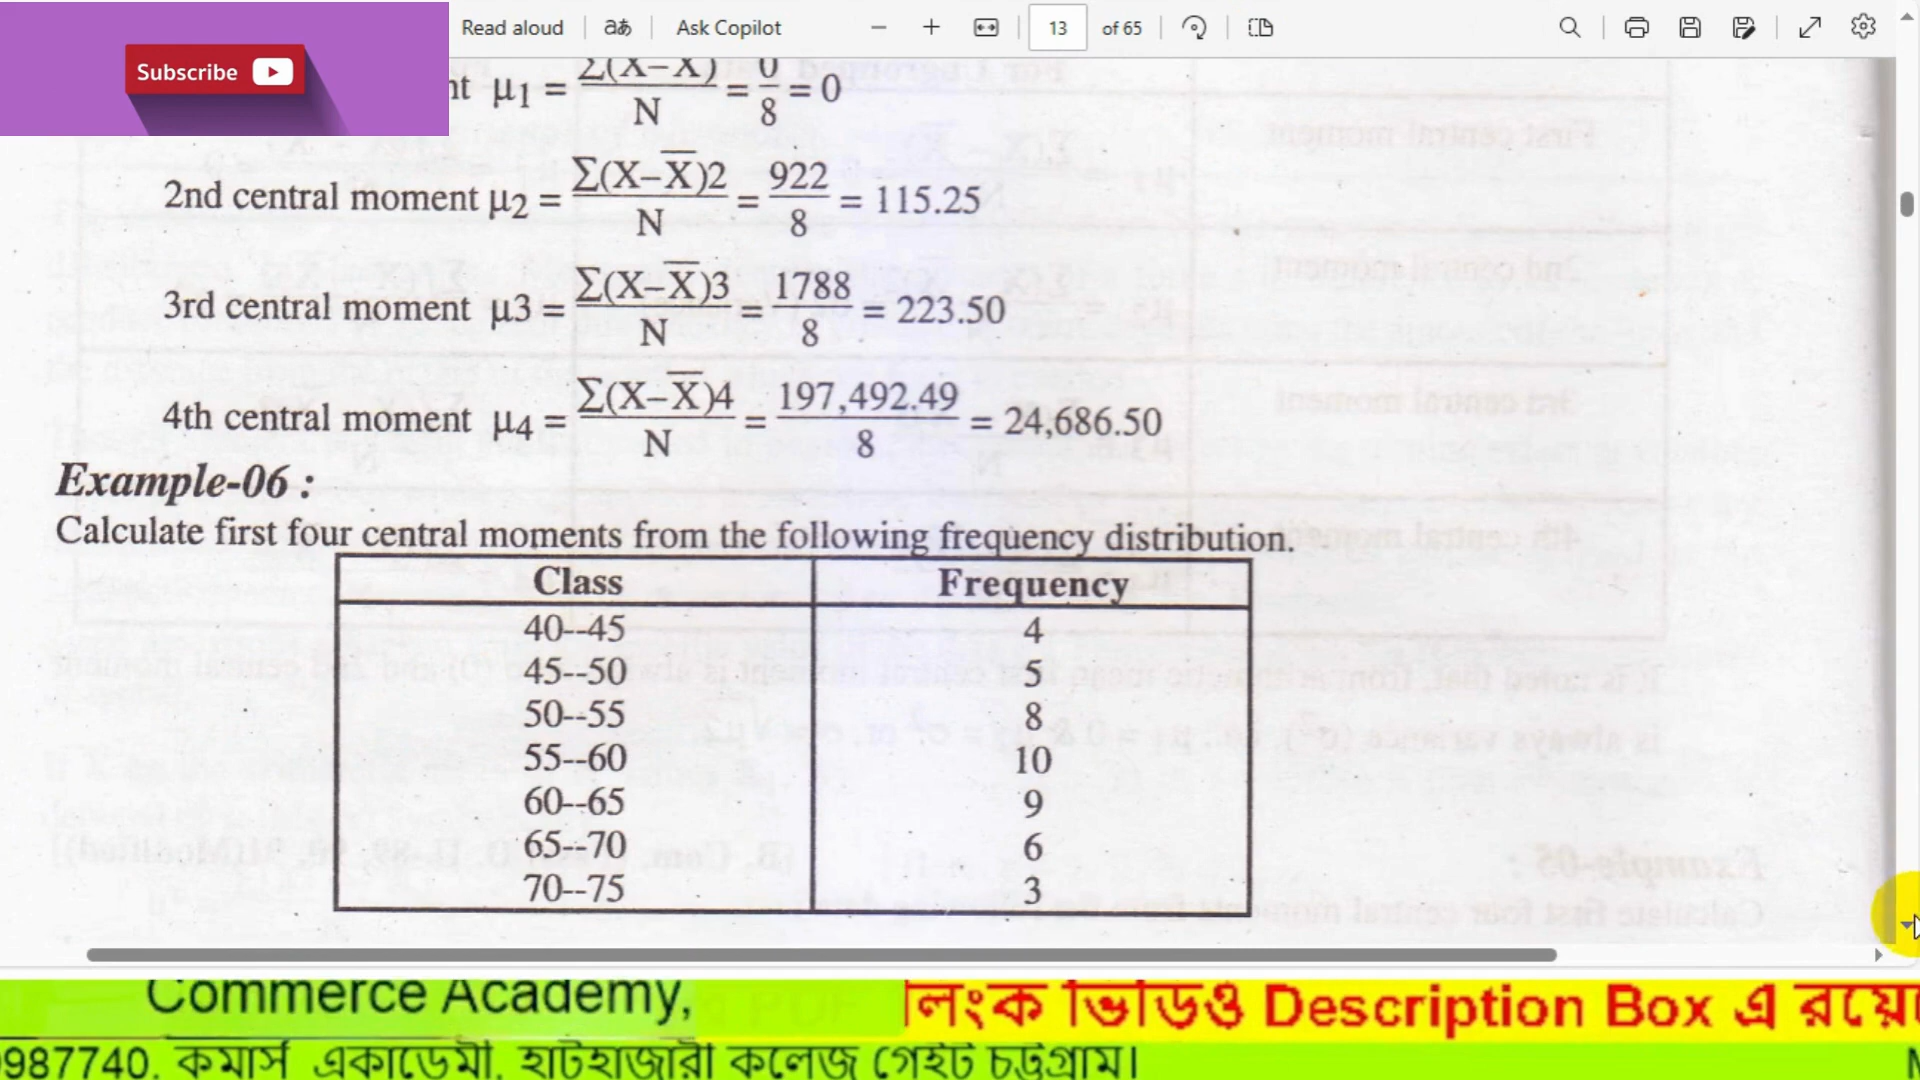 Subscribe
Read aloud
Ask Copilot
13 of 65
nt μ1 = Σ(X–X̅) / N = 0/8 = 0
2nd central moment μ2 = Σ(X–X̅)2 / N = 922/8 = 115.25
3rd central moment μ3 = Σ(X–X̅)3 / N = 1788/8 = 223.50
4th central moment μ4 = Σ(X–X̅)4 / N = 197,492.49/8 = 24,686.50
Example-06 :
Calculate first four central moments from the following frequency distribution.
Class Frequency
40--45 4
45--50 5
50--55 8
55--60 10
60--65 9
65--70 6
70--75 3
Commerce Academy,
লিংক ভিডিও Description Box এ
987740, কমার্স একাডেমী, হাটহাজারী কলেজ গেইট চট্টগ্রাম।